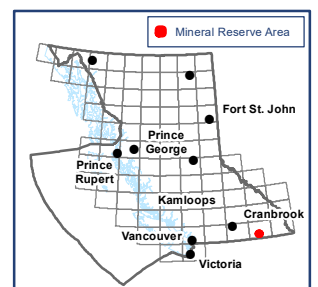 Mineral Reserve Area
Fort St. John
Prince
George
Prince
Rupert
Kamloops
Cranbrook
Vancouver
Victoria